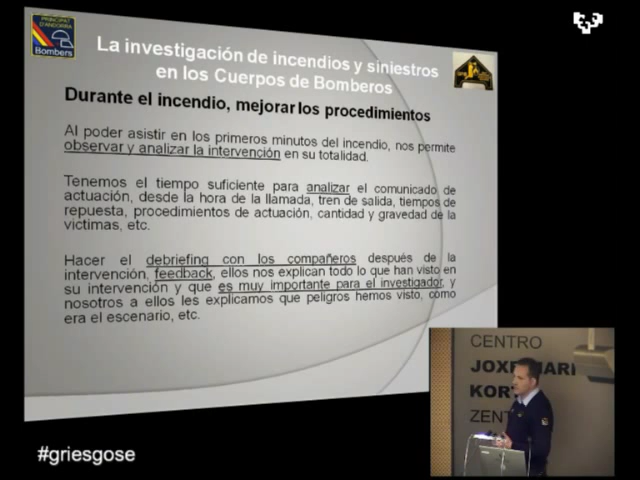 PRINCIPAT
D'ANDORRA
Bombers
La investigación de incendios y siniestros
en los Cuerpos de Bomberos
Durante el incendio, mejorar los procedimientos
Al poder asistir en los primeros minutos del incendio, nos permite
observar y analizar la intervención en su totalidad.
Tenemos el tiempo suficiente para analizar el comunicado de
actuación, desde la hora de la llamada, tren de salida, tiempos de
repuesta, procedimientos de actuación, cantidad y gravedad de la
victimas, etc.
Hacer el debriefing con los compañeros después de la
intervención, feedback, ellos nos explican todo lo que han visto en
su intervención y que es muy importante para el investigador, y
nosotros a ellos les explicamos que peligros hemos visto, como
era el escenario, etc.
CENTRO
KOR
ZENT
#griesgose